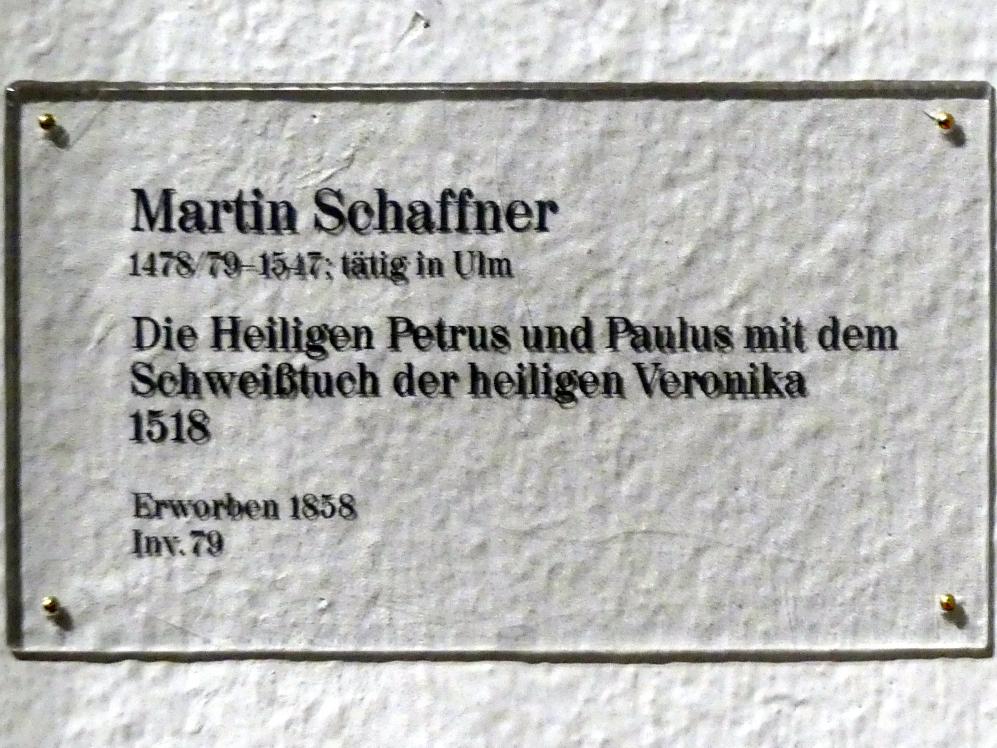 Martin Schaffner
1478/79–1547; tätig in Ulm
Die Heiligen Petrus und Paulus mit dem
Schweißtuch der heiligen Veronika
1518
Erworben 1858
Inv. 79